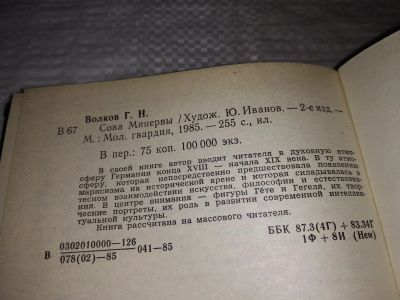 Волков Г. Н.
В 67
Сова Минервы / Худож. Ю. Иванов. — 2-е изд. —
М.: Мол. гвардия, 1985. — 255 с., ил.
В пер.: 75 коп. 100 000 экз.
В своей книге автор вводит читателя в духовную атмо-
сферу Германии конца XVIII — начала XIX века. В ту атмо-
сферу, которая непосредственно предшествовала появлению
марксизма на исторической арене и которая складывалась в
тесном взаимодействии искусства, философии и естествозна-
ния. В центре внимания — фигуры Гёте и Гегеля, их творче-
ские портреты, их роль в развитии современной интеллек-
туальной культуры.
Книга рассчитана на массового читателя.
В 0302010000—126 041—85
078(02)—85
ББК 87.3(4Г) + 83.34Г
1Ф + 8И (Нем)